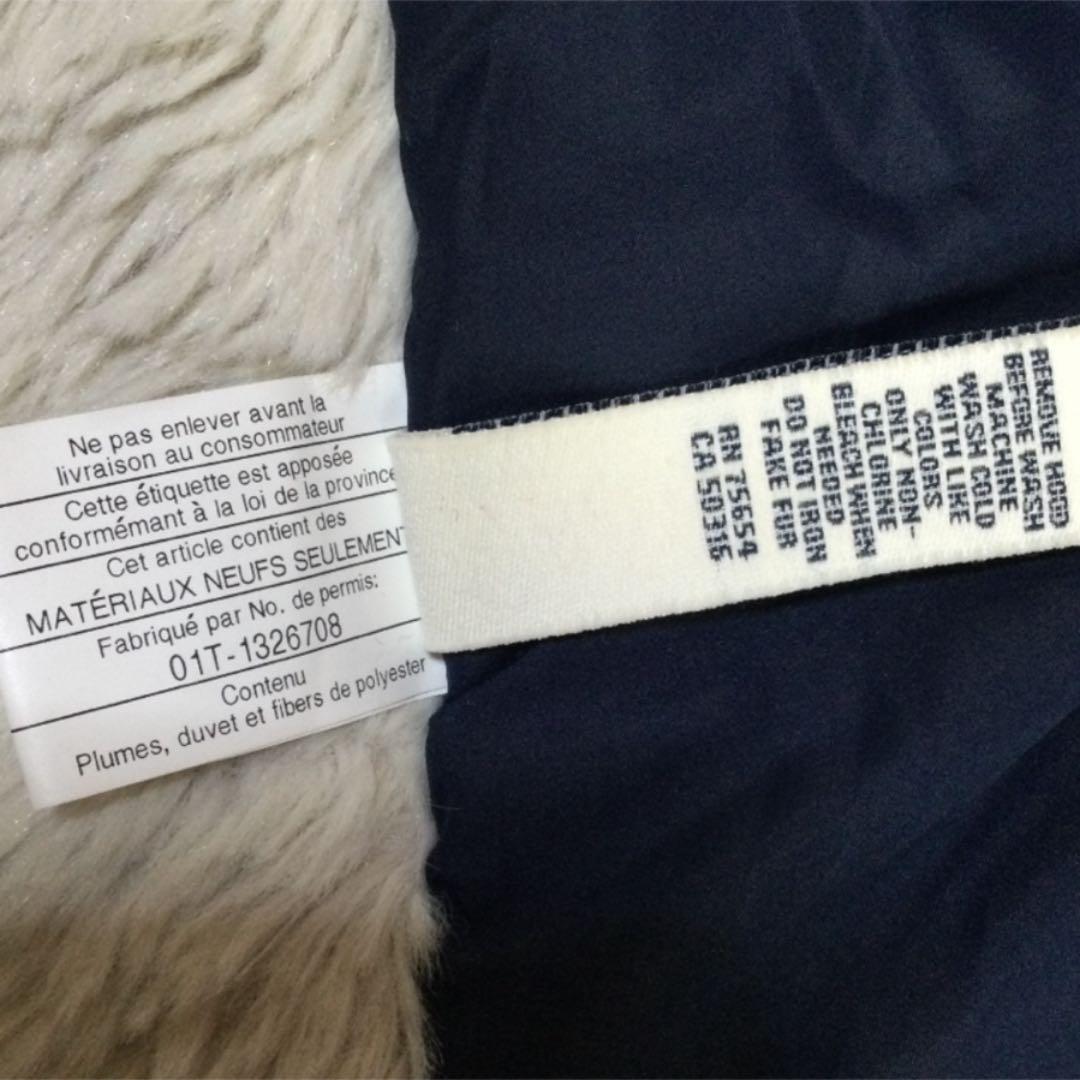 Ne pas enlever avant la
livraison au consommateur
Cette étiquette est apposée
conformément à la loi de la province
Cet article contient des
MATÉRIAUX NEUFS SEULEMENT
Fabriqué par No. de permis:
01T-1326708
Contenu
Plumes, duvet et fibers de polyester
REMOVE HOOD
BEFORE WASH
MACHINE
WASH COLD
WITH LIKE
COLORS
ONLY NON-
CHLORINE
BLEACH WHEN
NEEDED
DO NOT IRON
FAKE FUR
RN 75654
CA 50316